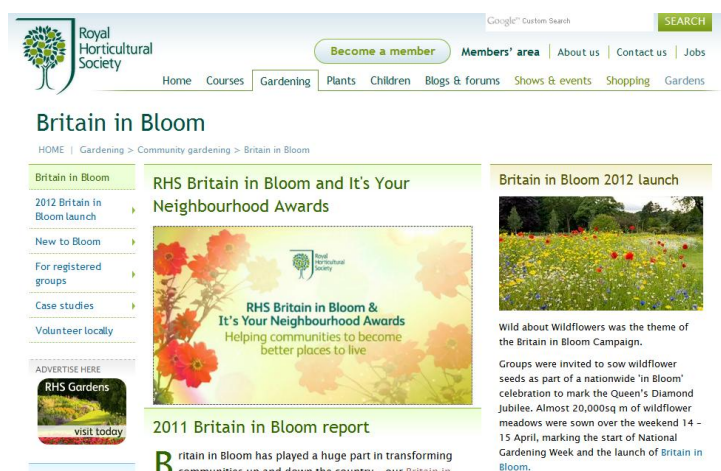 Google™ Custom Search
SEARCH
Royal
Horticultural
Society
Become a member
Members' area | About us | Contact us | Jobs
Home Courses Gardening Plants Children Blogs & forums Shows & events Shopping Gardens
Britain in Bloom
HOME | Gardening > Community gardening > Britain in Bloom
Britain in Bloom
2012 Britain in
Bloom launch
New to Bloom
For registered
groups
Case studies
Volunteer locally
ADVERTISE HERE
RHS Gardens
visit today
RHS Britain in Bloom and It's Your
Neighbourhood Awards
Royal
Horticultural
Society
RHS Britain in Bloom &
It's Your Neighbourhood Awards
Helping communities to become
better places to live
2011 Britain in Bloom report
Britain in Bloom has played a huge part in transforming
communities up and down the country - our Britain in
Britain in Bloom 2012 launch
Wild about Wildflowers was the theme of
the Britain in Bloom Campaign.
Groups were invited to sow wildflower
seeds as part of a nationwide 'in Bloom'
celebration to mark the Queen's Diamond
Jubilee. Almost 20,000sq m of wildflower
meadows were sown over the weekend 14 -
15 April, marking the start of National
Gardening Week and the launch of Britain in
Bloom.